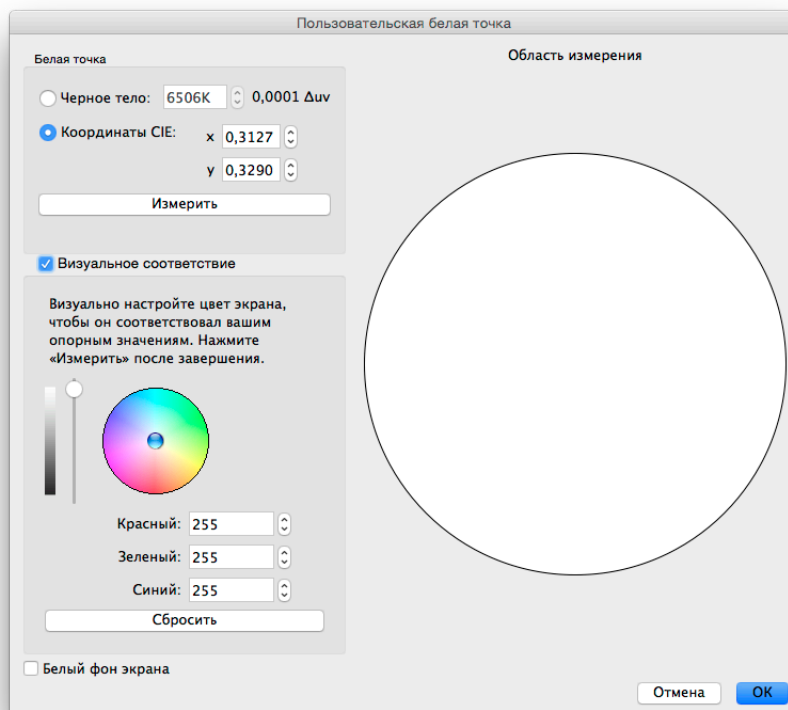 Пользовательская белая точка
Белая точка
Область измерения
Черное тело: 6506K 0,0001 Δuv
Координаты CIE: x 0,3127
y 0,3290
Измерить
Визуальное соответствие
Визуально настройте цвет экрана,
чтобы он соответствовал вашим
опорным значениям. Нажмите
«Измерить» после завершения.
Красный: 255
Зеленый: 255
Синий: 255
Сбросить
Белый фон экрана
Отмена
OK